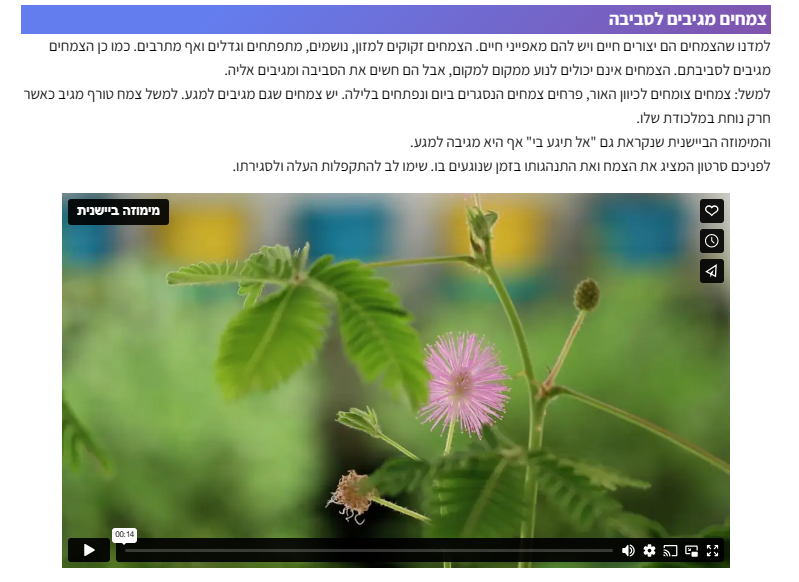 צמחים מגיבים לסביבה
למדנו שהצמחים הם יצורים חיים ויש להם מאפייני חיים. הצמחים זקוקים למזון, נושמים, מתפתחים וגדלים ואף מתרבים. כמו כן הצמחים
מגיבים לסביבתם. הצמחים אינם יכולים לנוע ממקום למקום, אבל הם חשים את הסביבה ומגיבים אליה.
למשל: צמחים צומחים לכיוון האור, פרחים צמחים הנסגרים ביום ונפתחים בלילה. יש צמחים שגם מגיבים למגע. למשל צמח טורף מגיב כאשר
חרק נוחת במלכודת שלו.
והמימוזה הביישנית שנקראת גם "אל תיגע בי" אף היא מגיבה למגע.
לפניכם סרטון המציג את הצמח ואת התנהגותו בזמן שנוגעים בו. שימו לב להתקפלות העלה ולסגירתו.
מימוזה ביישנית
00:14